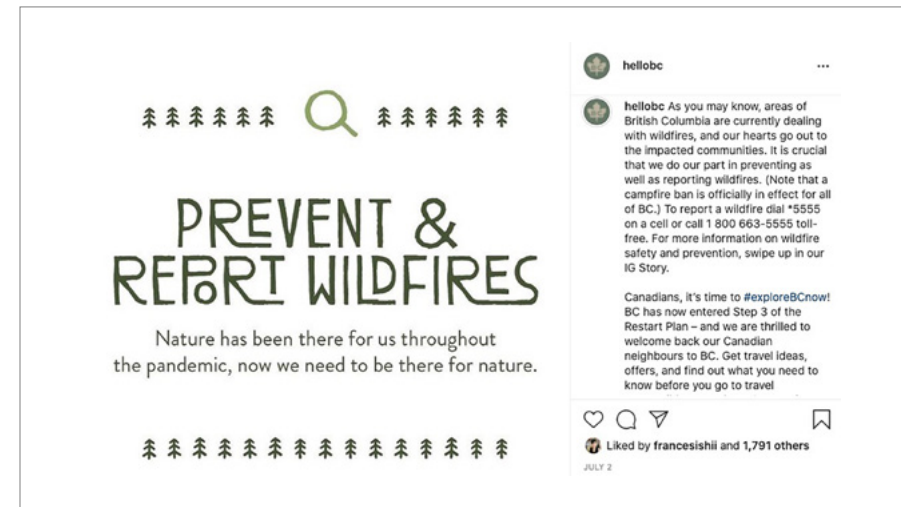 PREVENT &
REPORT WILDFIRES
Nature has been there for us throughout
the pandemic, now we need to be there for nature.
hellobc
hellobc As you may know, areas of
British Columbia are currently dealing
with wildfires, and our hearts go out to
the impacted communities. It is crucial
that we do our part in preventing as
well as reporting wildfires. (Note that a
campfire ban is officially in effect for all
of BC.) To report a wildfire dial *5555
on a cell or call 1 800 663-5555 toll-
free. For more information on wildfire
safety and prevention, swipe up in our
IG Story.
Canadians, it's time to #exploreBCnow!
BC has now entered Step 3 of the
Restart Plan – and we are thrilled to
welcome back our Canadian
neighbours to BC. Get travel ideas,
offers, and find out what you need to
know before you go to travel
Liked by francesishii and 1,791 others
JULY 2